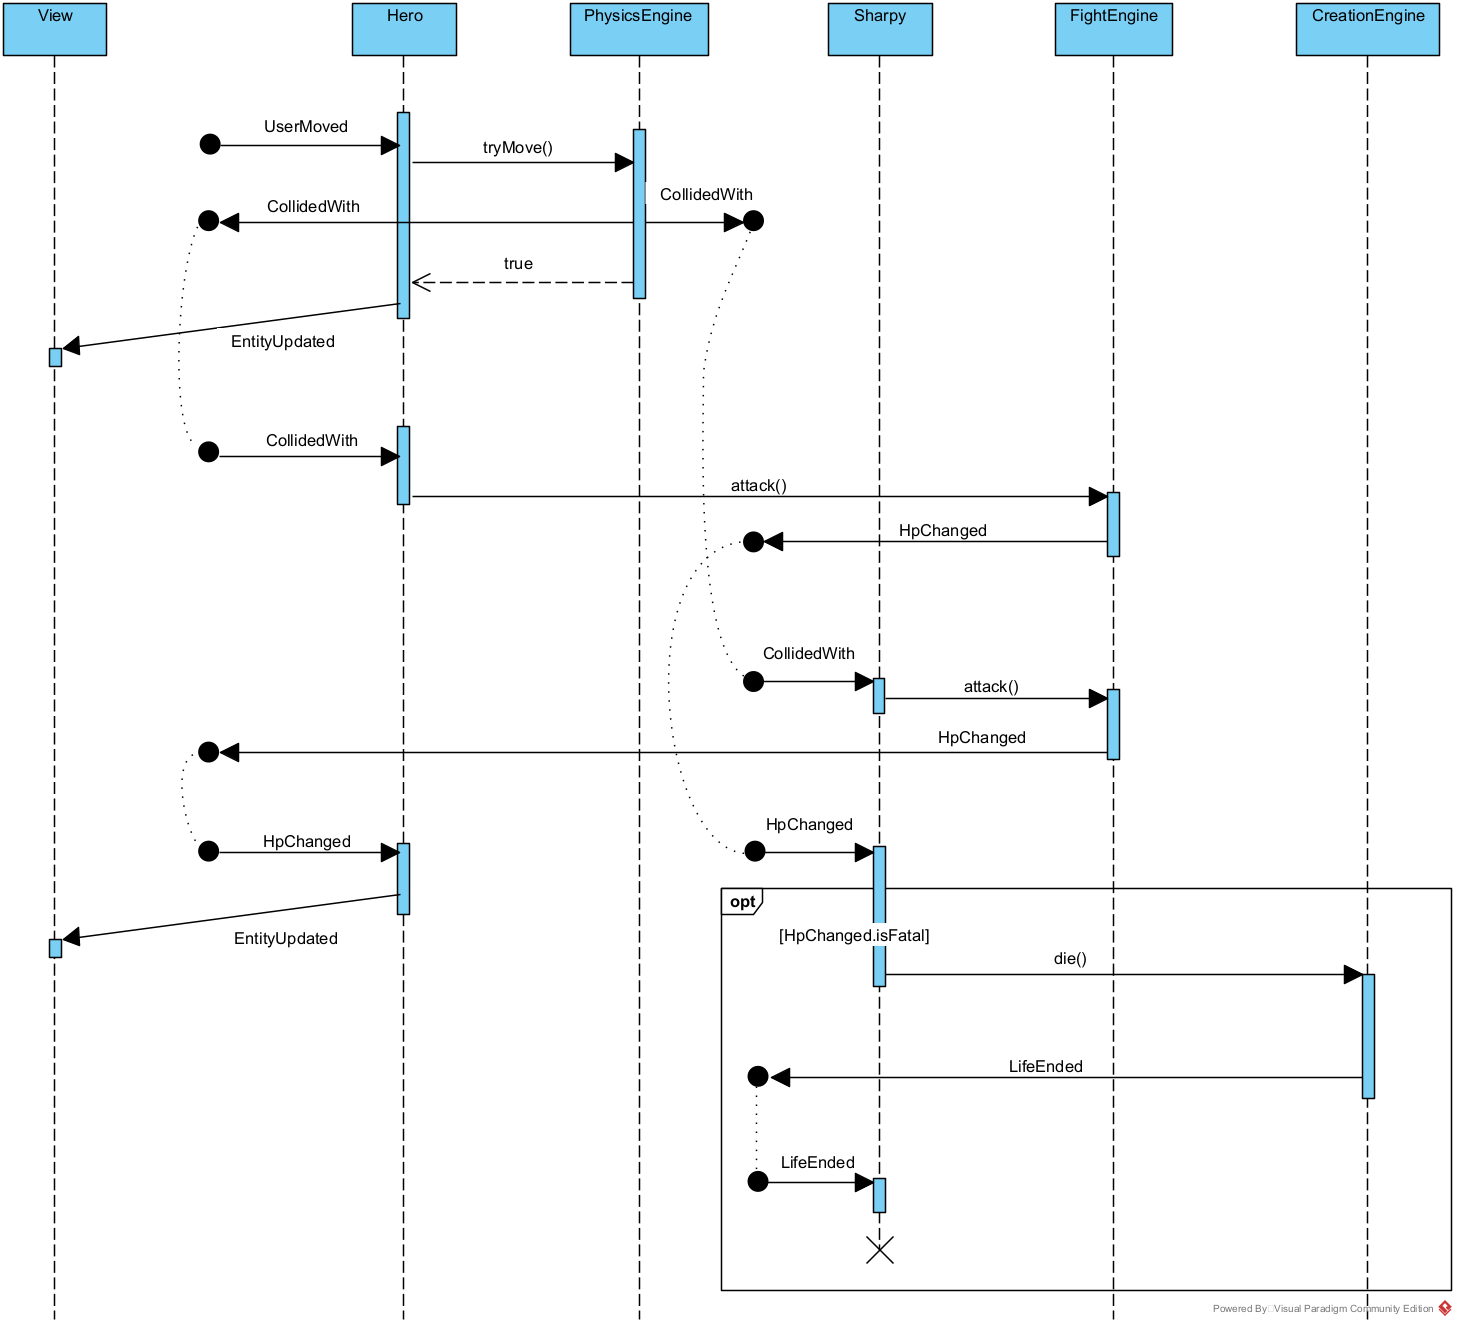 View
Hero
PhysicsEngine
Sharpy
FightEngine
CreationEngine
UserMoved
tryMove()
CollidedWith
CollidedWith
true
EntityUpdated
CollidedWith
attack()
HpChanged
CollidedWith
attack()
HpChanged
HpChanged
HpChanged
opt
[HpChanged.isFatal]
EntityUpdated
die()
LifeEnded
LifeEnded
Powered By□Visual Paradigm Community Edition